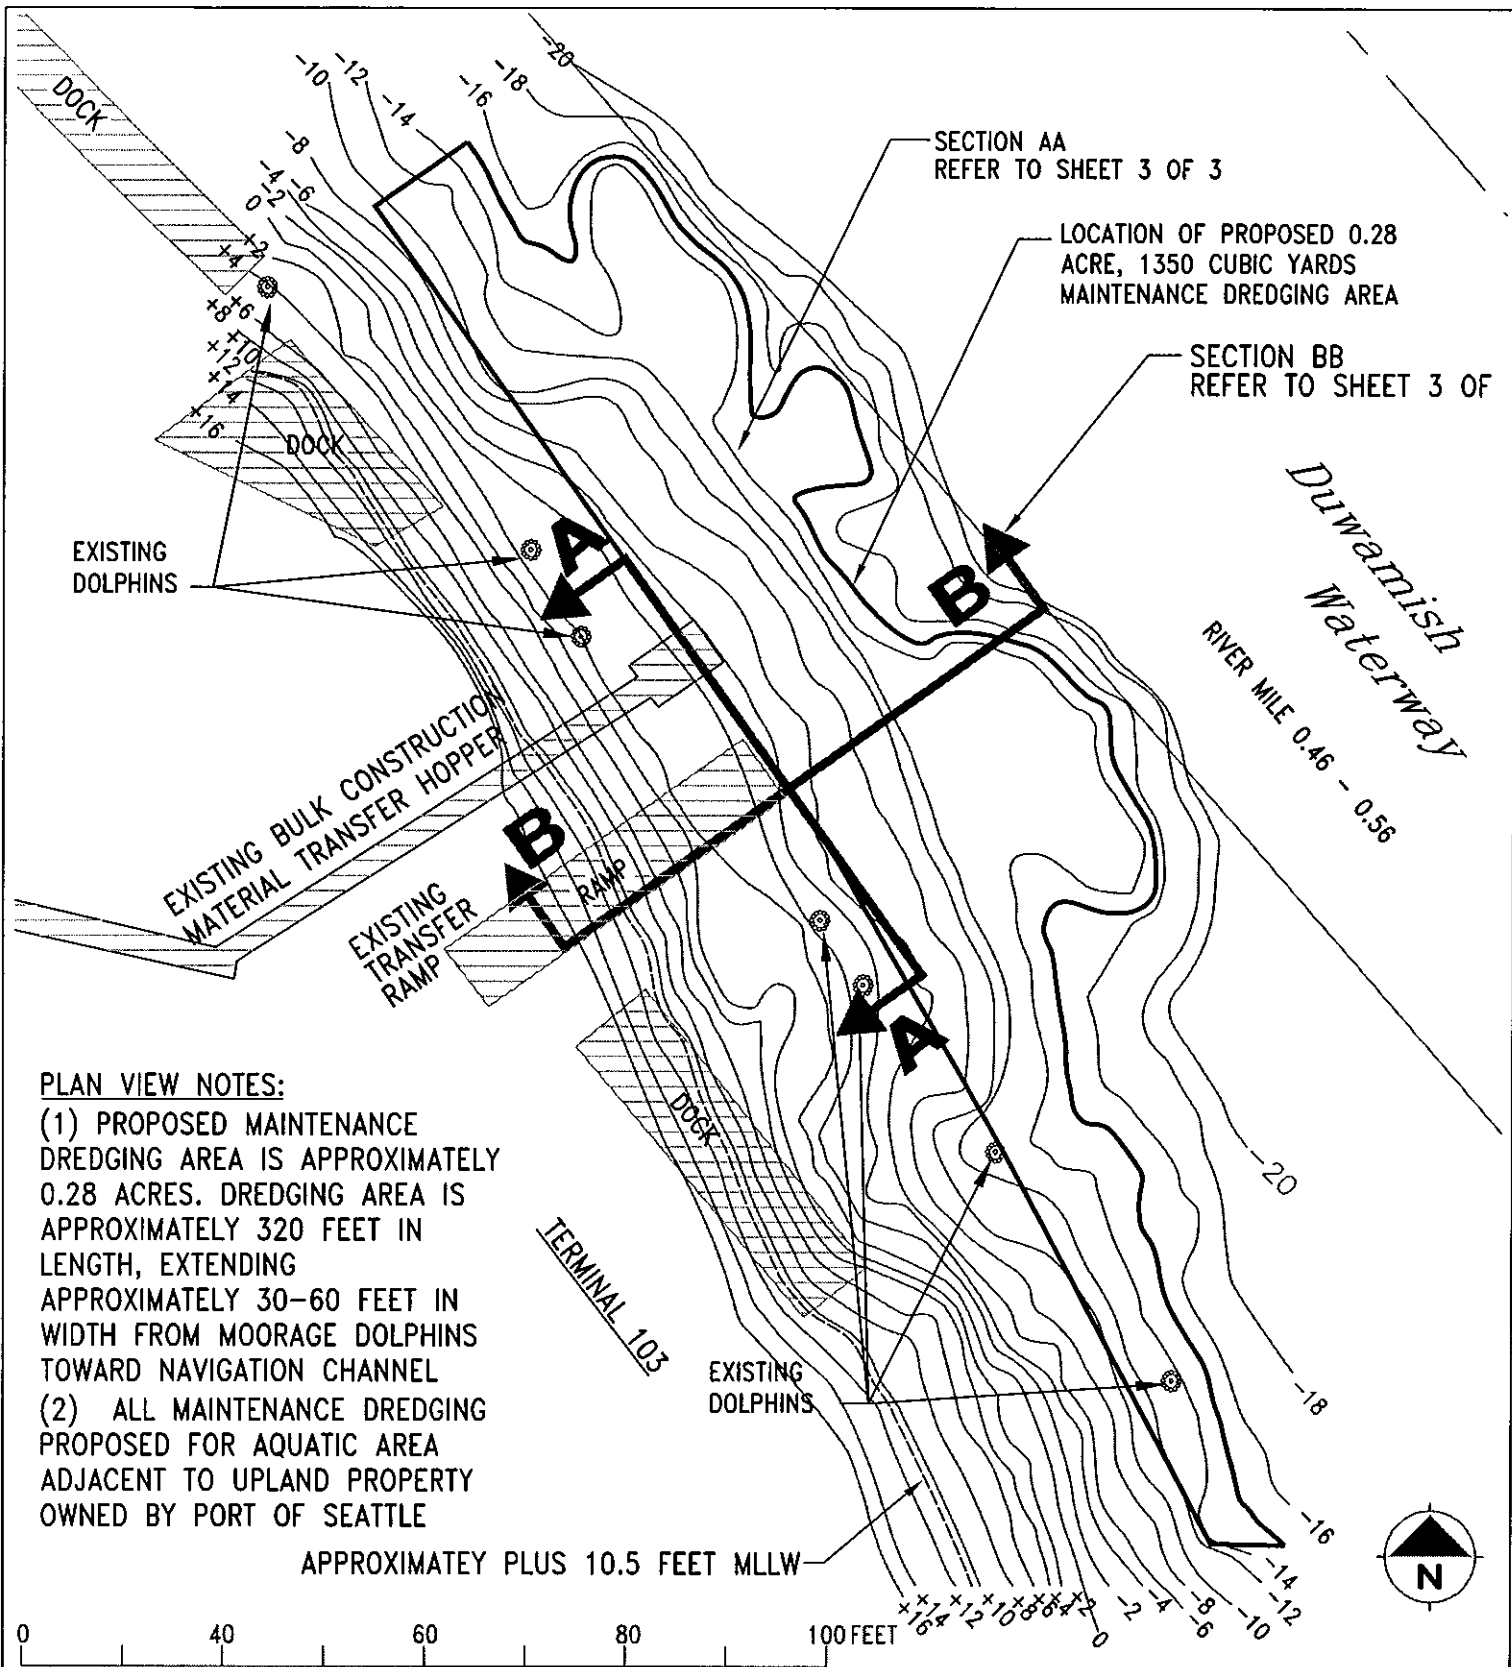 DOCK
-10
-12
-14
-16
-18
-20
-8
-6
-4
-2
0
+2
+4
+6
+8
+10
+12
+14
+16
DOCK
SECTION AA
REFER TO SHEET 3 OF 3
LOCATION OF PROPOSED 0.28
ACRE, 1350 CUBIC YARDS
MAINTENANCE DREDGING AREA
SECTION BB
REFER TO SHEET 3 OF
Duwamish
Waterway
RIVER MILE 0.46 - 0.56
EXISTING
DOLPHINS
A
B
EXISTING BULK CONSTRUCTION
MATERIAL TRANSFER HOPPER
B
EXISTING
TRANSFER
RAMP
RAMP
A
DOCK
TERMINAL 103
EXISTING
DOLPHINS
PLAN VIEW NOTES:
(1) PROPOSED MAINTENANCE
DREDGING AREA IS APPROXIMATELY
0.28 ACRES. DREDGING AREA IS
APPROXIMATELY 320 FEET IN
LENGTH, EXTENDING
APPROXIMATELY 30-60 FEET IN
WIDTH FROM MOORAGE DOLPHINS
TOWARD NAVIGATION CHANNEL
(2) ALL MAINTENANCE DREDGING
PROPOSED FOR AQUATIC AREA
ADJACENT TO UPLAND PROPERTY
OWNED BY PORT OF SEATTLE
APPROXIMATEY PLUS 10.5 FEET MLLW
-20
-18
-16
-14
-12
-10
-8
-6
-4
-2
0
+2
+4
+6
+8
+10
+12
+14
+16
N
0 40 60 80 100 FEET